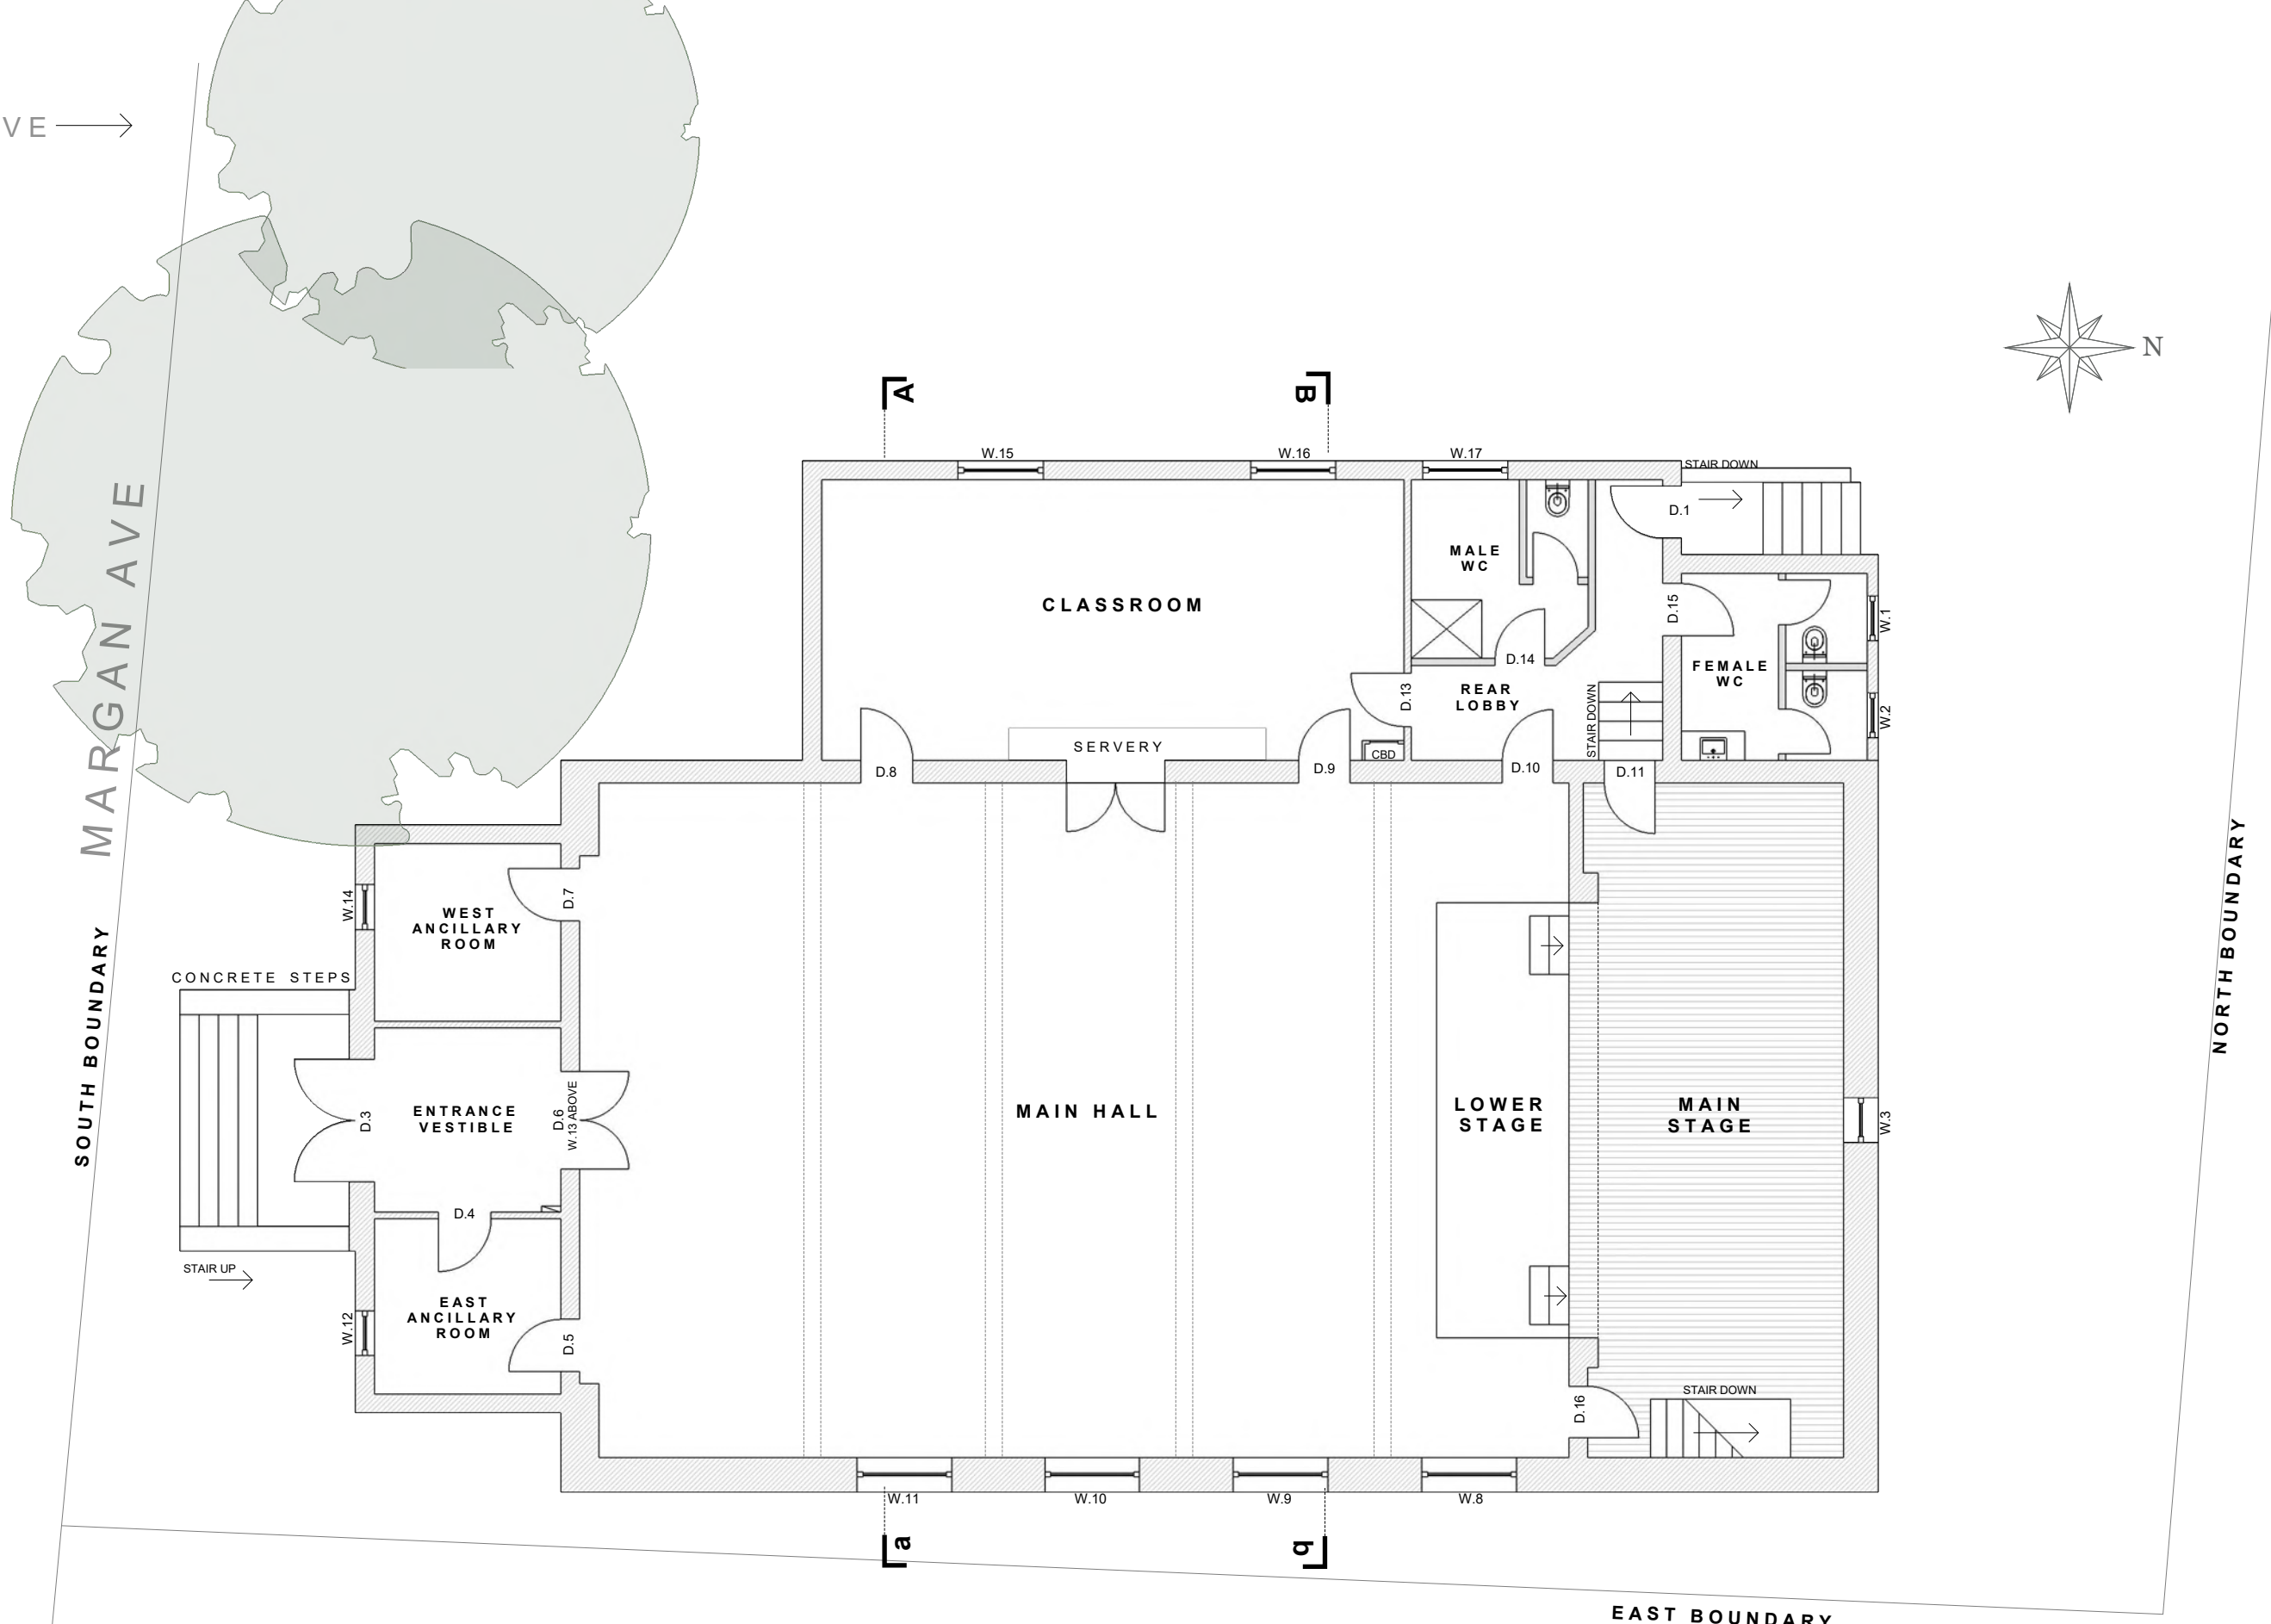 VE
MARGAN AVE
N
A
B
W.15
W.16
W.17
STAIR DOWN
D.1
MALE
WC
CLASSROOM
D.15
W.1
D.14
FEMALE
WC
REAR
LOBBY
D.13
STAIR DOWN
W.2
SERVERY
CBD
D.8
D.9
D.10
D.11
W.14
D.7
WEST
ANCILLARY
ROOM
SOUTH BOUNDARY
NORTH BOUNDARY
CONCRETE STEPS
D.3
ENTRANCE
VESTIBLE
D.6
W.13 ABOVE
MAIN HALL
LOWER
STAGE
MAIN
STAGE
W.3
D.4
STAIR UP
EAST
ANCILLARY
ROOM
W.12
D.5
STAIR DOWN
D.16
W.11
W.10
W.9
W.8
a
b
EAST BOUNDARY